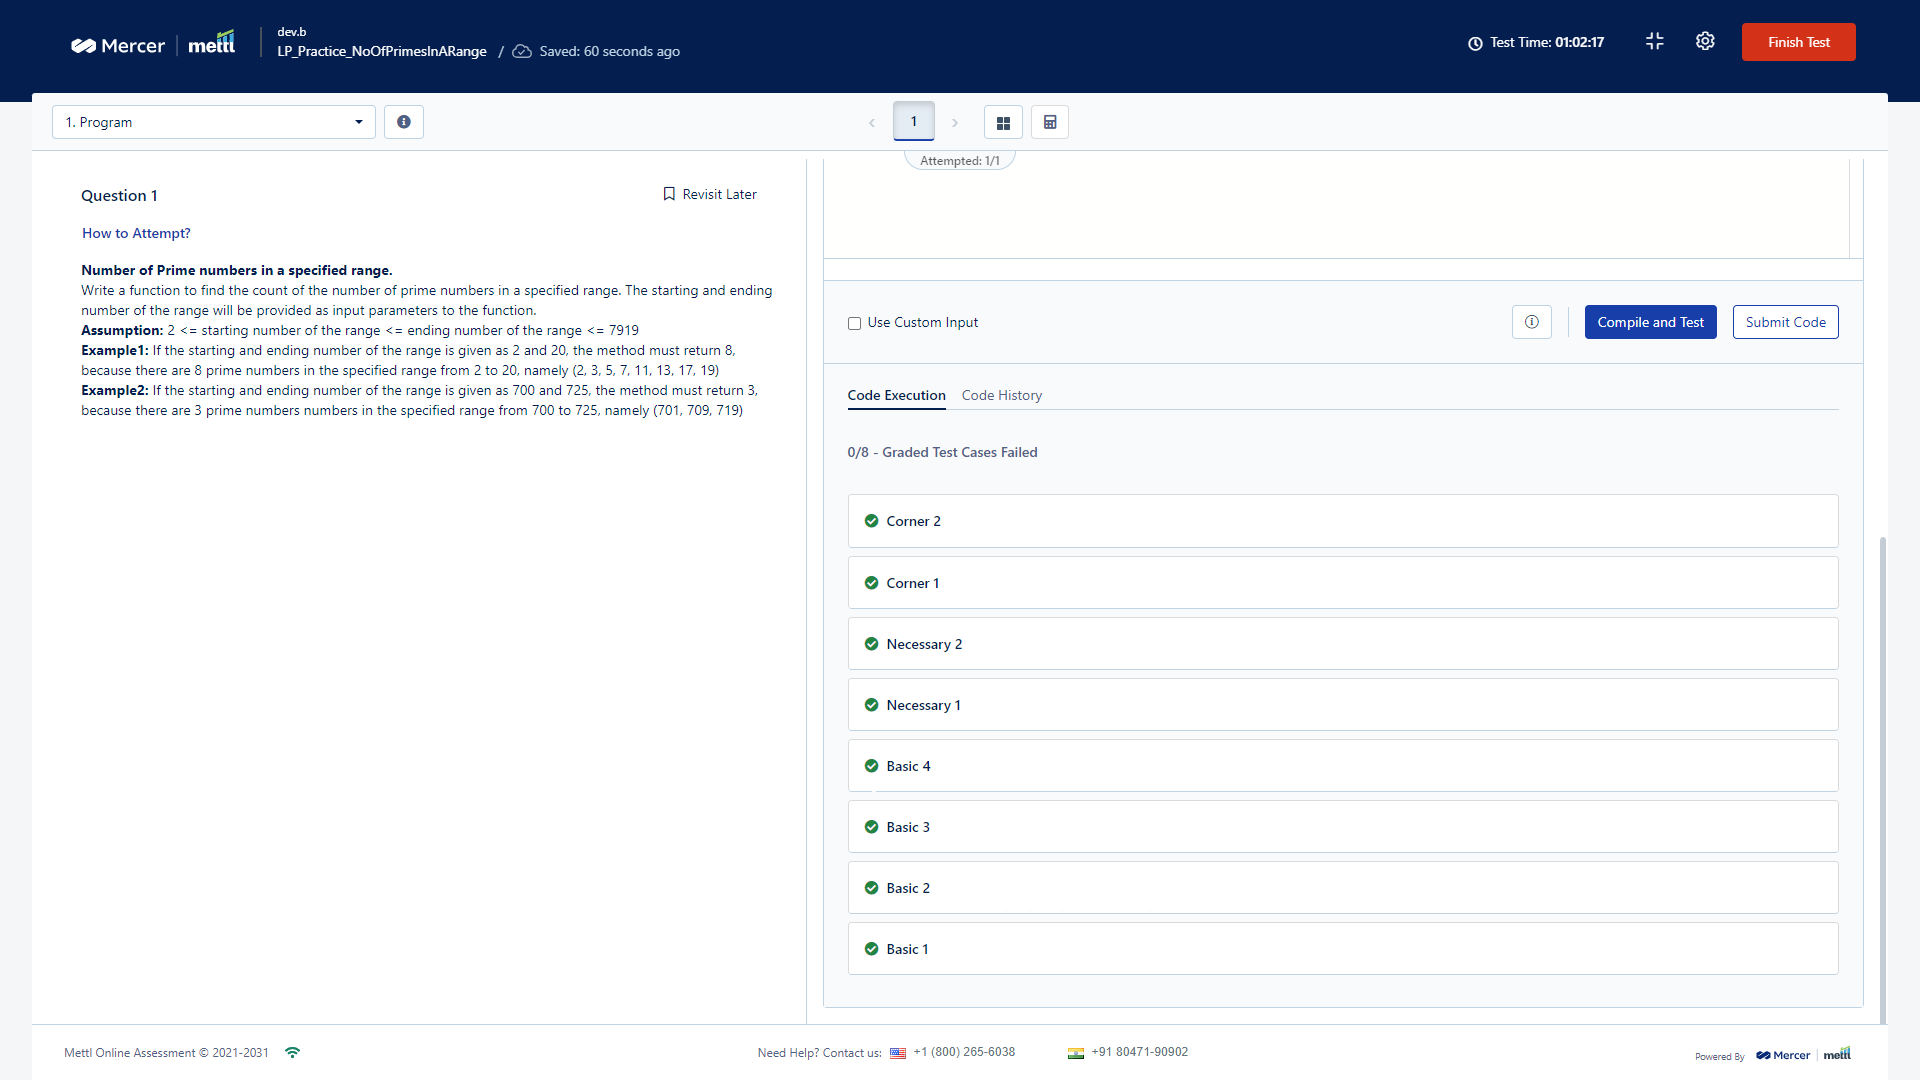 Mercer mettl
dev.b
LP_Practice_NoOfPrimesInARange / Saved: 60 seconds ago
Test Time: 01:02:17
Finish Test
1. Program
1
Attempted: 1/1
Question 1
Revisit Later
How to Attempt?
Number of Prime numbers in a specified range.
Write a function to find the count of the number of prime numbers in a specified range. The starting and ending
number of the range will be provided as input parameters to the function.
Assumption: 2 <= starting number of the range <= ending number of the range <= 7919
Example1: If the starting and ending number of the range is given as 2 and 20, the method must return 8,
because there are 8 prime numbers in the specified range from 2 to 20, namely (2, 3, 5, 7, 11, 13, 17, 19)
Example2: If the starting and ending number of the range is given as 700 and 725, the method must return 3,
because there are 3 prime numbers numbers in the specified range from 700 to 725, namely (701, 709, 719)
Use Custom Input
Compile and Test
Submit Code
Code Execution
Code History
0/8 - Graded Test Cases Failed
Corner 2
Corner 1
Necessary 2
Necessary 1
Basic 4
Basic 3
Basic 2
Basic 1
Mettl Online Assessment © 2021-2031
Need Help? Contact us: +1 (800) 265-6038
+91 80471-90902
Powered By Mercer mettl